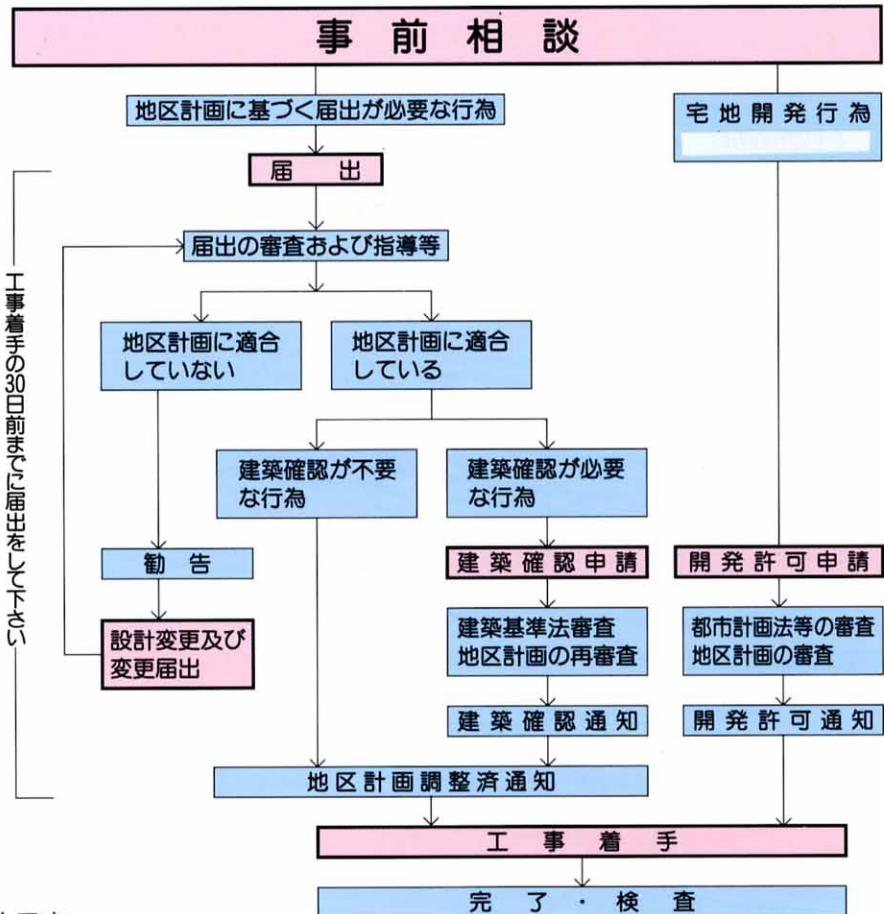 事前相談
地区計画に基づく届出が必要な行為
宅地開発行為
届出
届出の審査および指導等
工事着手の30日前までに届出をして下さい
地区計画に適合
していない
地区計画に適合
している
建築確認が不要
な行為
建築確認が必要
な行為
勧告
建築確認申請
開発許可申請
設計変更及び
変更届出
建築基準法審査
地区計画の再審査
都市計画法等の審査
地区計画の審査
建築確認通知
開発許可通知
地区計画調整済通知
工事着手
完了・検査